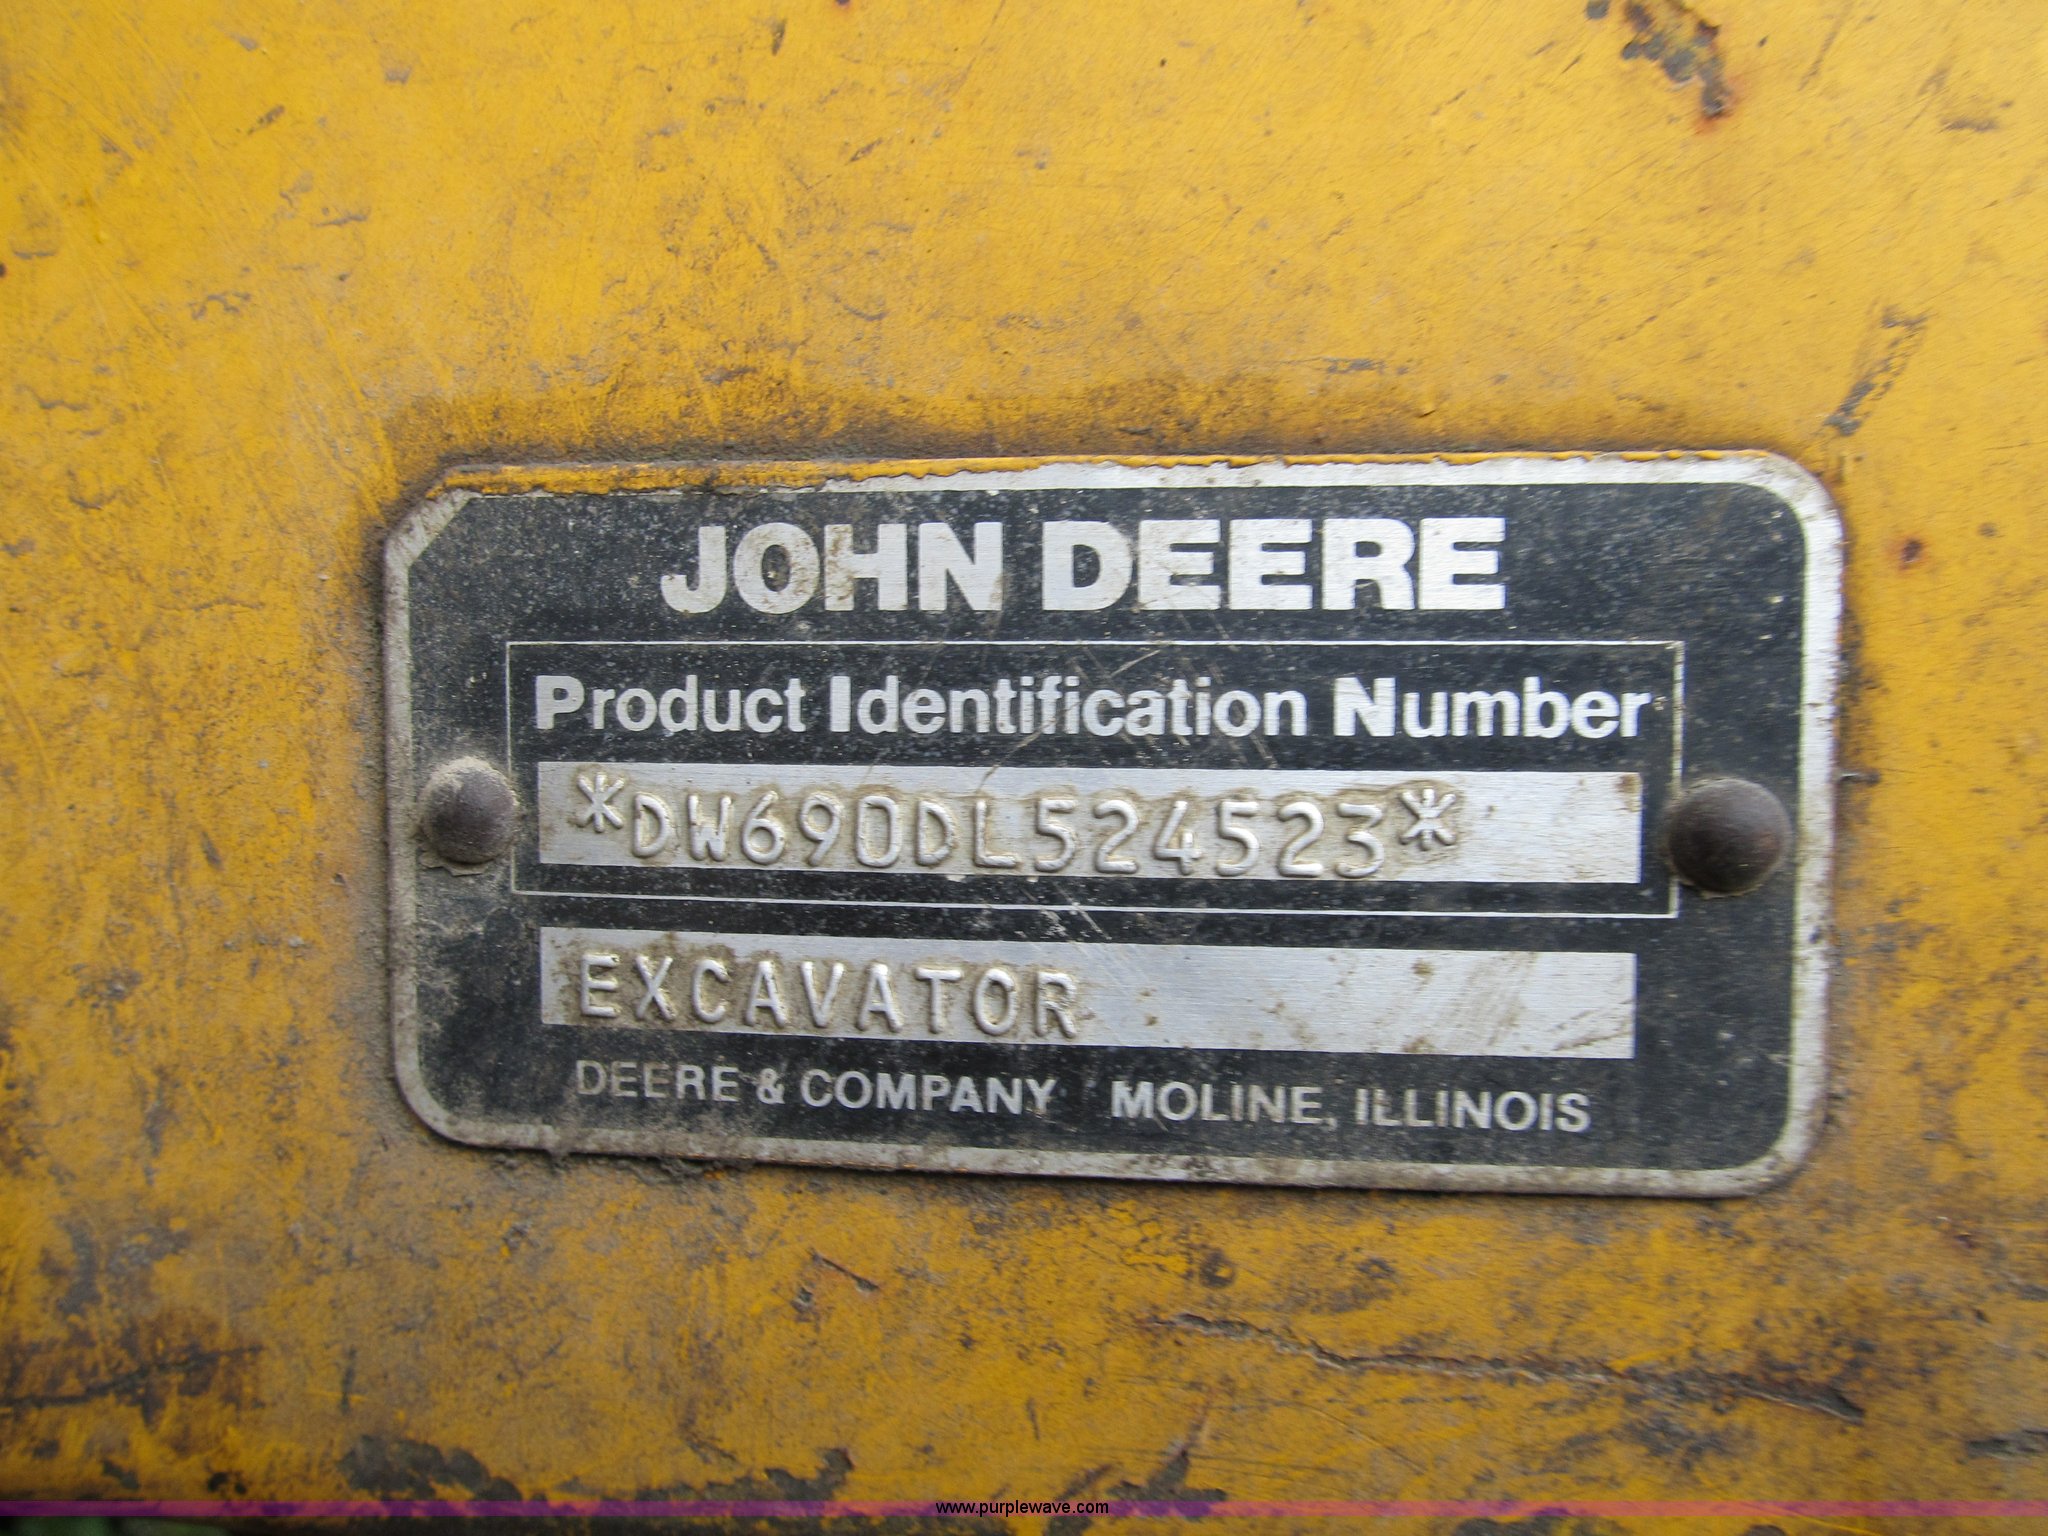 JOHN DEERE
Product Identification Number
*DW690DL524523*
EXCAVATOR
DEERE & COMPANY MOLINE, ILLINOIS
www.purplewave.com